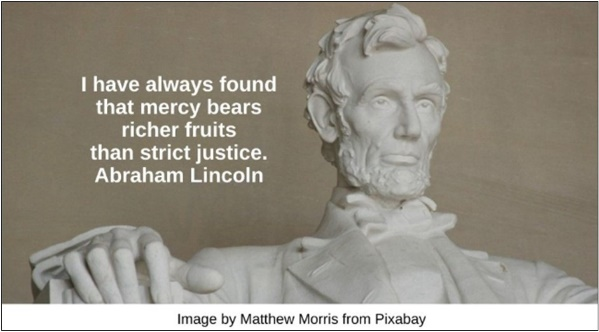 I have always found
that mercy bears
richer fruits
than strict justice.
Abraham Lincoln
Image by Matthew Morris from Pixabay